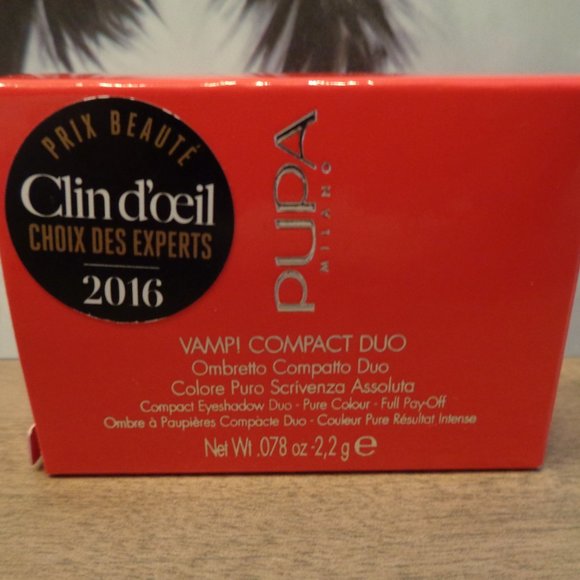 PRIX BEAUTÉ
Clin d'œil
CHOIX DES EXPERTS
2016
PUPA
MILANO
VAMP! COMPACT DUO
Ombretto Compatto Duo
Colore Puro Scrivenza Assoluta
Compact Eyeshadow Duo - Pure Colour - Full Pay-Off
Ombre à Paupières Compacte Duo - Couleur Pure Résultat Intense
Net Wt .078 oz -2,2 g ℮